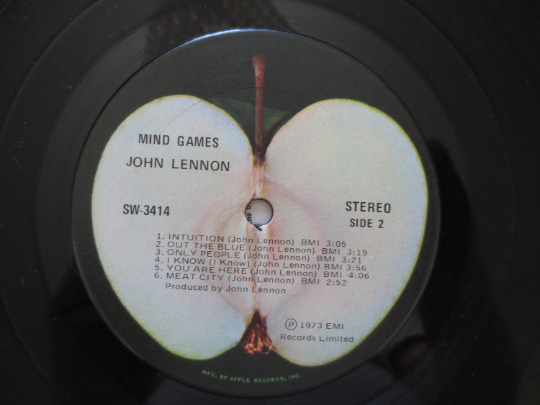 MIND GAMES
JOHN LENNON
SW-3414
STEREO
SIDE 2
1. INTUITION (John Lennon) BMI 3:05
2. OUT THE BLUE (John Lennon) BMI 3:19
3. ONLY PEOPLE (John Lennon) BMI 3:21
4. I KNOW (I Know) (John Lennon) BMI 3:56
5. YOU ARE HERE (John Lennon) BMI 4:06
6. MEAT CITY (John Lennon) BMI 2:52
Produced by John Lennon
Ⓟ 1973 EMI
Records Limited
MFD. BY APPLE RECORDS, INC.